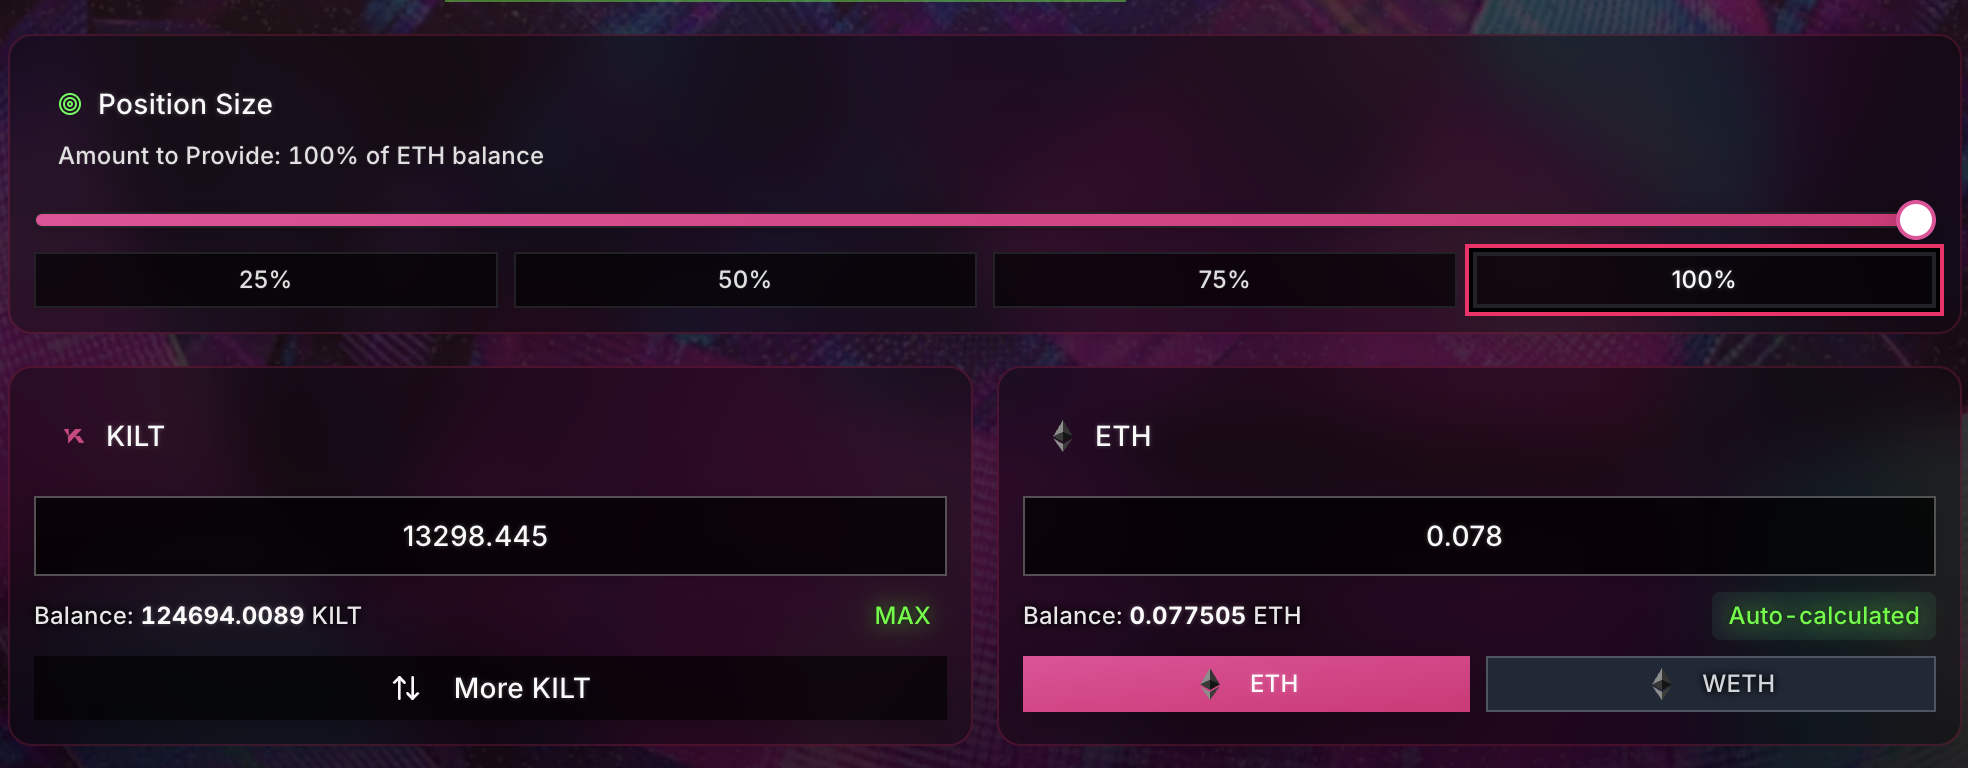 Position Size
Amount to Provide: 100% of ETH balance
25%
50%
75%
100%
KILT
13298.445
Balance: 124694.0089 KILT
MAX
More KILT
ETH
0.078
Balance: 0.077505 ETH
Auto-calculated
ETH
WETH